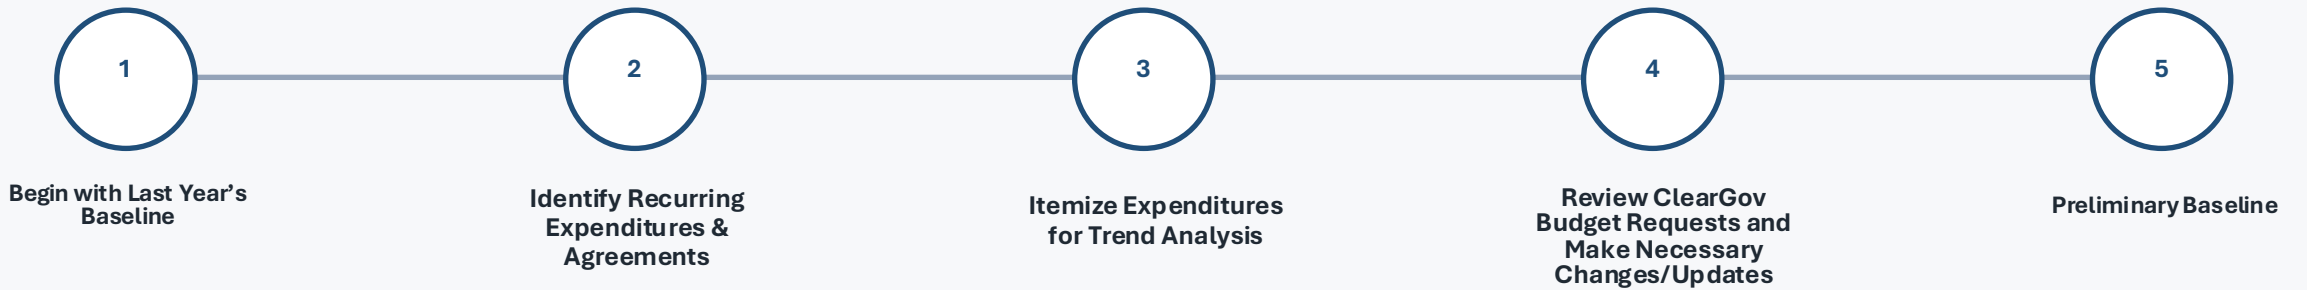 1
2
3
4
5
Begin with Last Year’s
Baseline
Identify Recurring
Expenditures &
Agreements
Itemize Expenditures
for Trend Analysis
Review ClearGov
Budget Requests and
Make Necessary
Changes/Updates
Preliminary Baseline